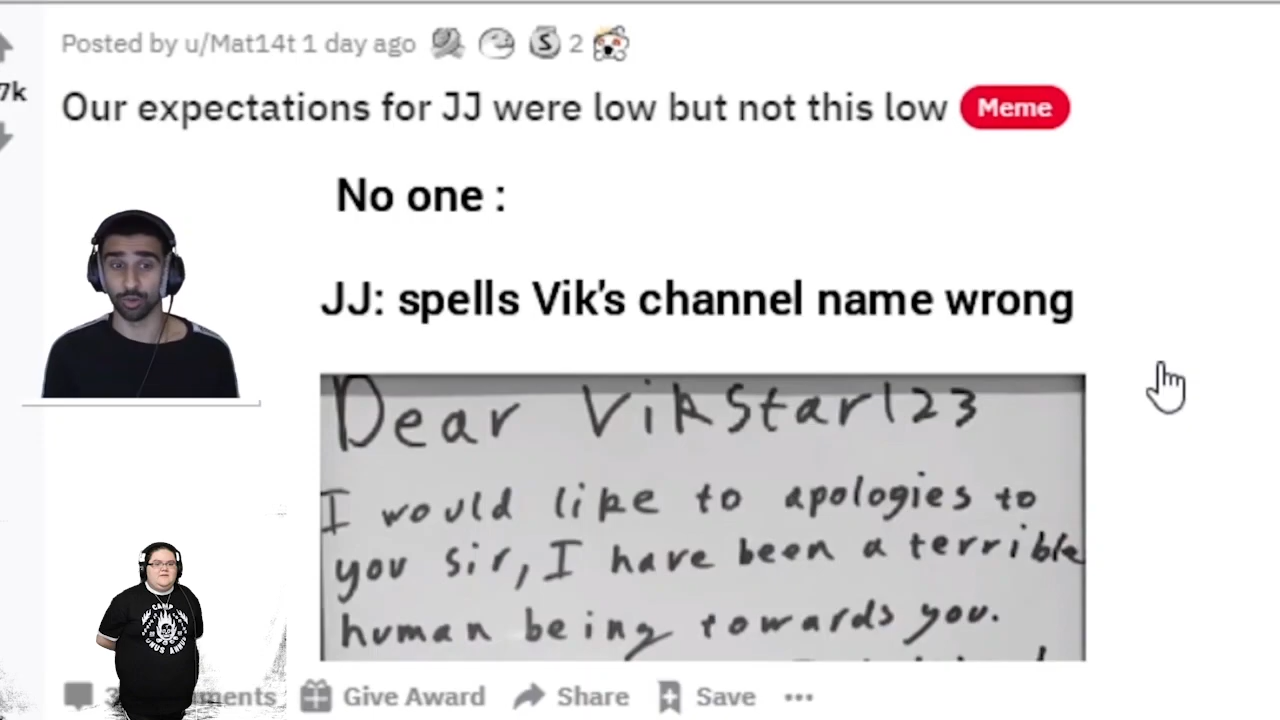 Posted by u/Mat14t 1 day ago 2
7k
Our expectations for JJ were low but not this low Meme
No one :
JJ: spells Vik's channel name wrong
Dear VikStar123
I would like to apologies to
you sir, I have been a terrible
human being towards you.
CAMP
Give Award Share Save